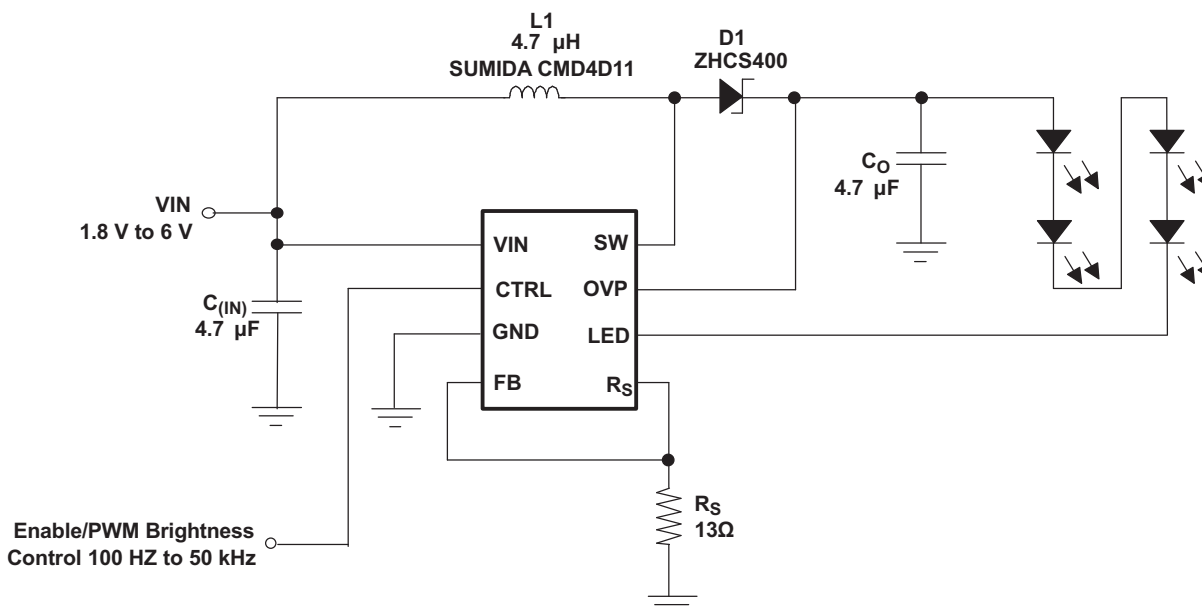 L1
4.7 µH
SUMIDA CMD4D11
D1
ZHCS400
CO
4.7 µF
VIN
1.8 V to 6 V
VIN
SW
CTRL
OVP
GND
LED
FB
RS
C(IN)
4.7 µF
RS
13Ω
Enable/PWM Brightness
Control 100 HZ to 50 kHz